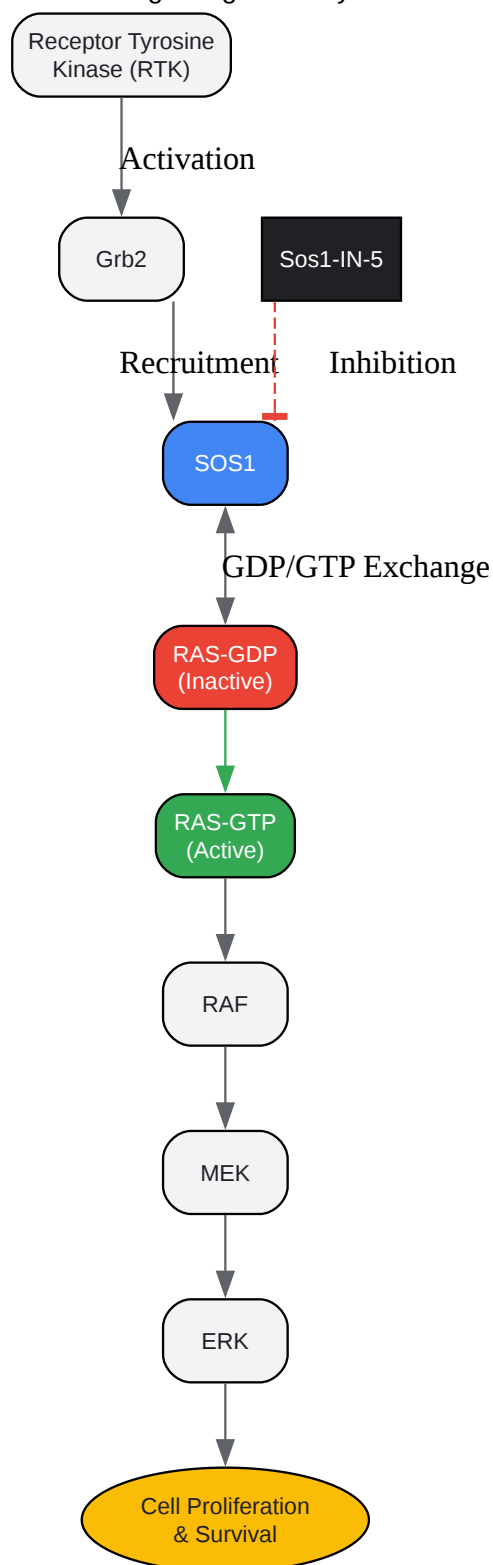 Receptor Tyrosine
Kinase (RTK)
Activation
Grb2
Sos1-IN-5
Recruitment
Inhibition
SOS1
GDP/GTP Exchange
RAS-GDP
(Inactive)
RAS-GTP
(Active)
RAF
MEK
ERK
Cell Proliferation
& Survival